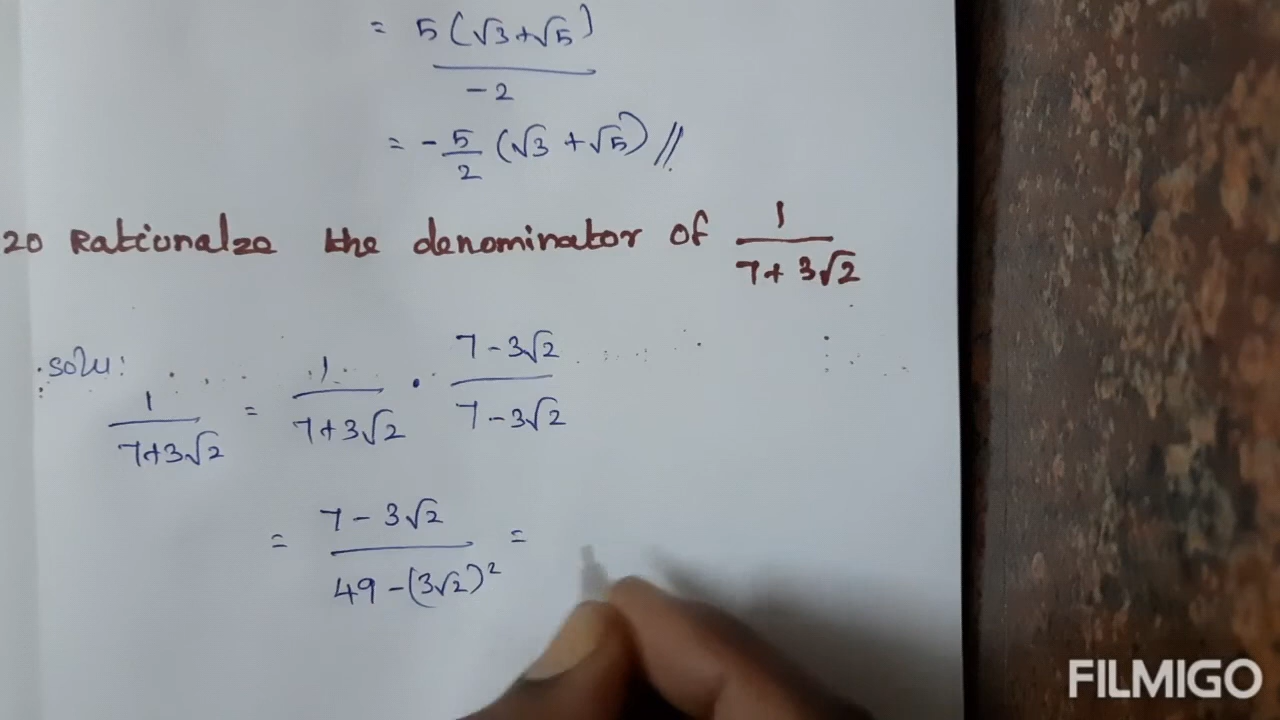 = 5(√3+√5)
-2
= -5/2 (√3 + √5) //
20 Rationalze the denominator of 1/(7+3√2)
Solu:
1/(7+3√2) = 1/(7+3√2) · (7-3√2)/(7-3√2)
= (7-3√2)/(49-(3√2)²) =
FILMIGO